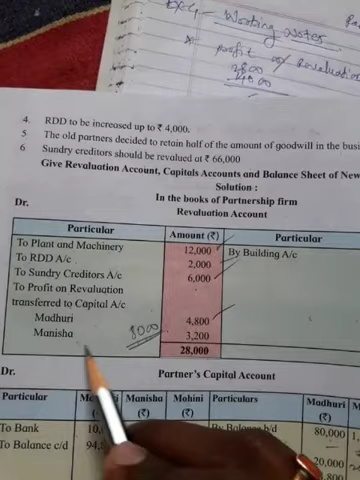 Working Notes
profit on Revaluation
4. RDD to be increased up to ₹ 4,000.
5 The old partners decided to retain half of the amount of goodwill in the busi
6 Sundry creditors should be revalued at ₹ 66,000
Give Revaluation Account, Capitals Accounts and Balance Sheet of New
Solution :
In the books of Partnership firm
Dr. Revaluation Account
Particular Amount (₹) Particular
To Plant and Machinery 12,000 By Building A/c
To RDD A/c 2,000
To Sundry Creditors A/c 6,000
To Profit on Revaluation
transferred to Capital A/c
Madhuri 4,800
Manisha 8000 3,200
28,000
Dr. Partner's Capital Account
Particular Manisha Mohini Particulars Madhuri
(₹) (₹) (₹)
To Bank 10, By Balance b/d 80,000
To Balance c/d 94, 20,000